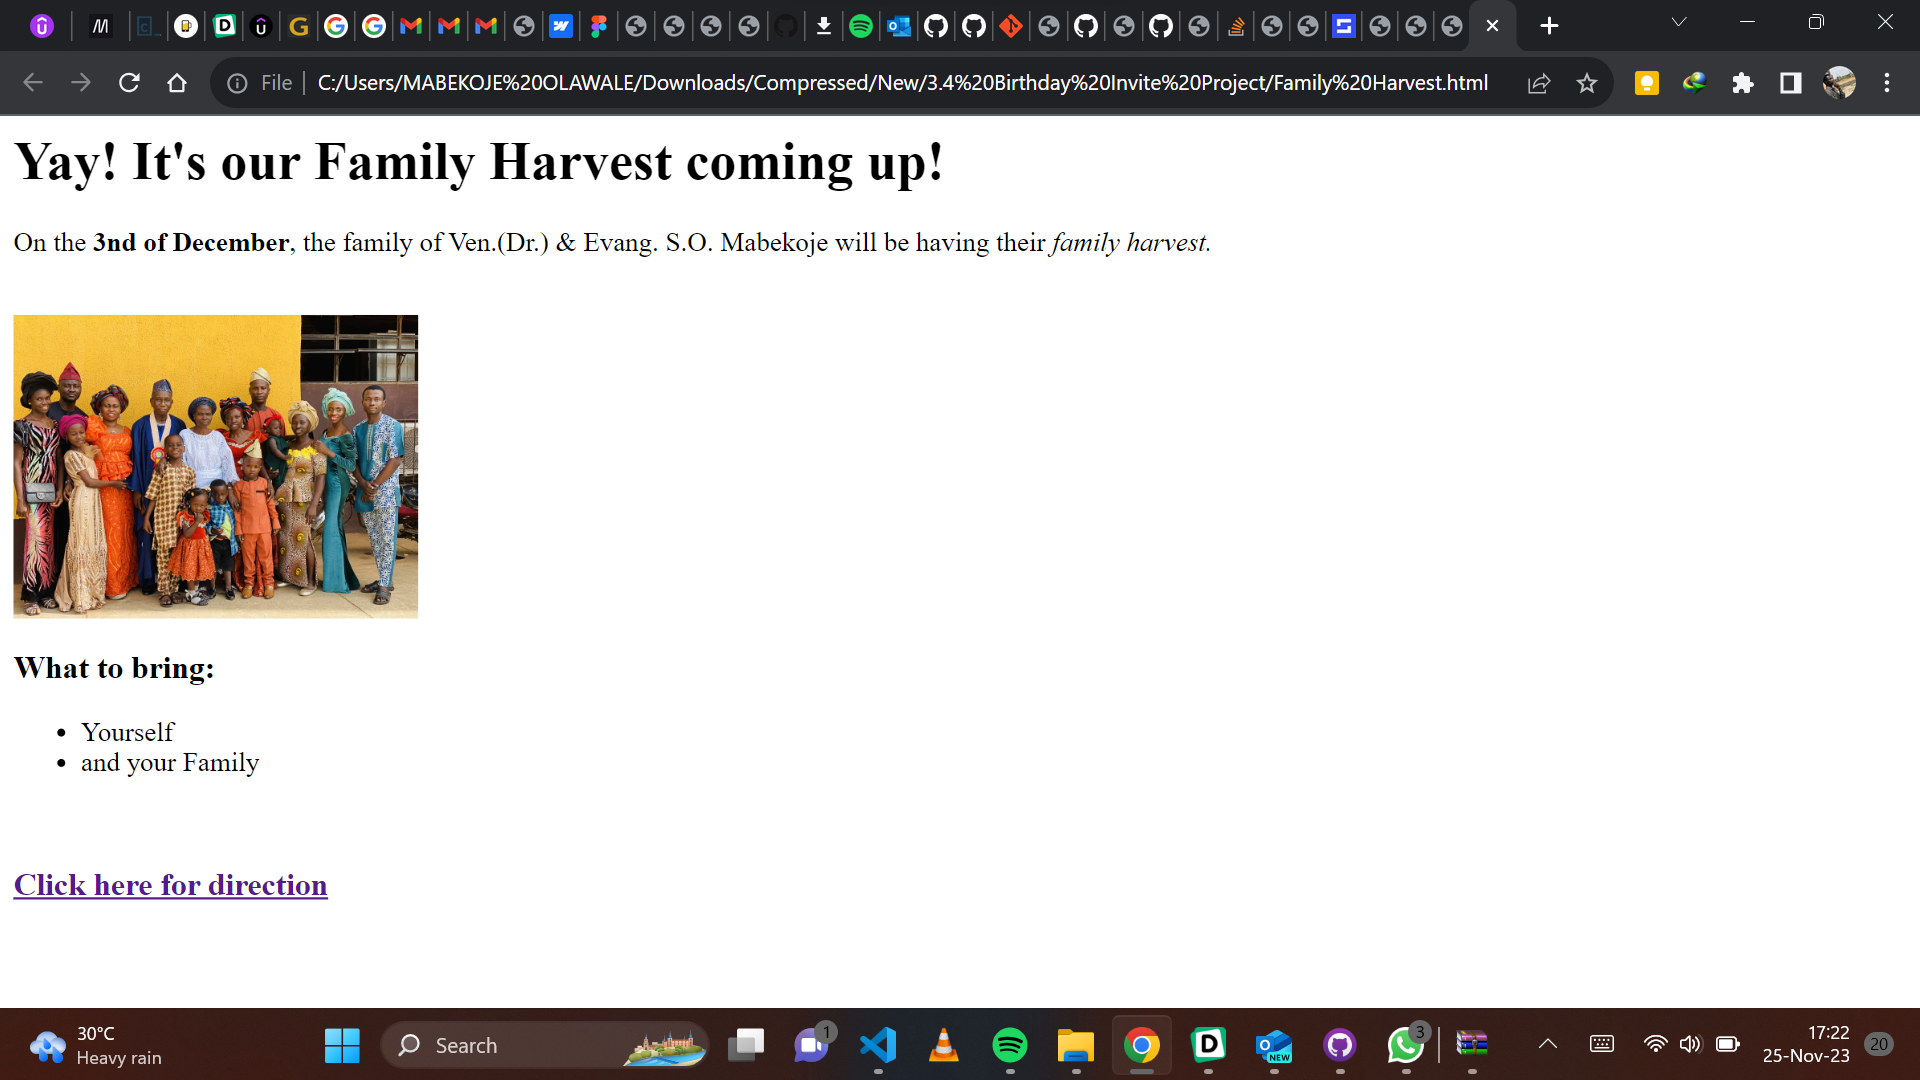 File C:/Users/MABEKOJE%20OLAWALE/Downloads/Compressed/New/3.4%20Birthday%20Invite%20Project/Family%20Harvest.html
Yay! It's our Family Harvest coming up!
On the 3nd of December, the family of Ven.(Dr.) & Evang. S.O. Mabekoje will be having their family harvest.
What to bring:
Yourself
and your Family
Click here for direction
30°C
Heavy rain
Search
1
NEW
3
17:22
25-Nov-23
20